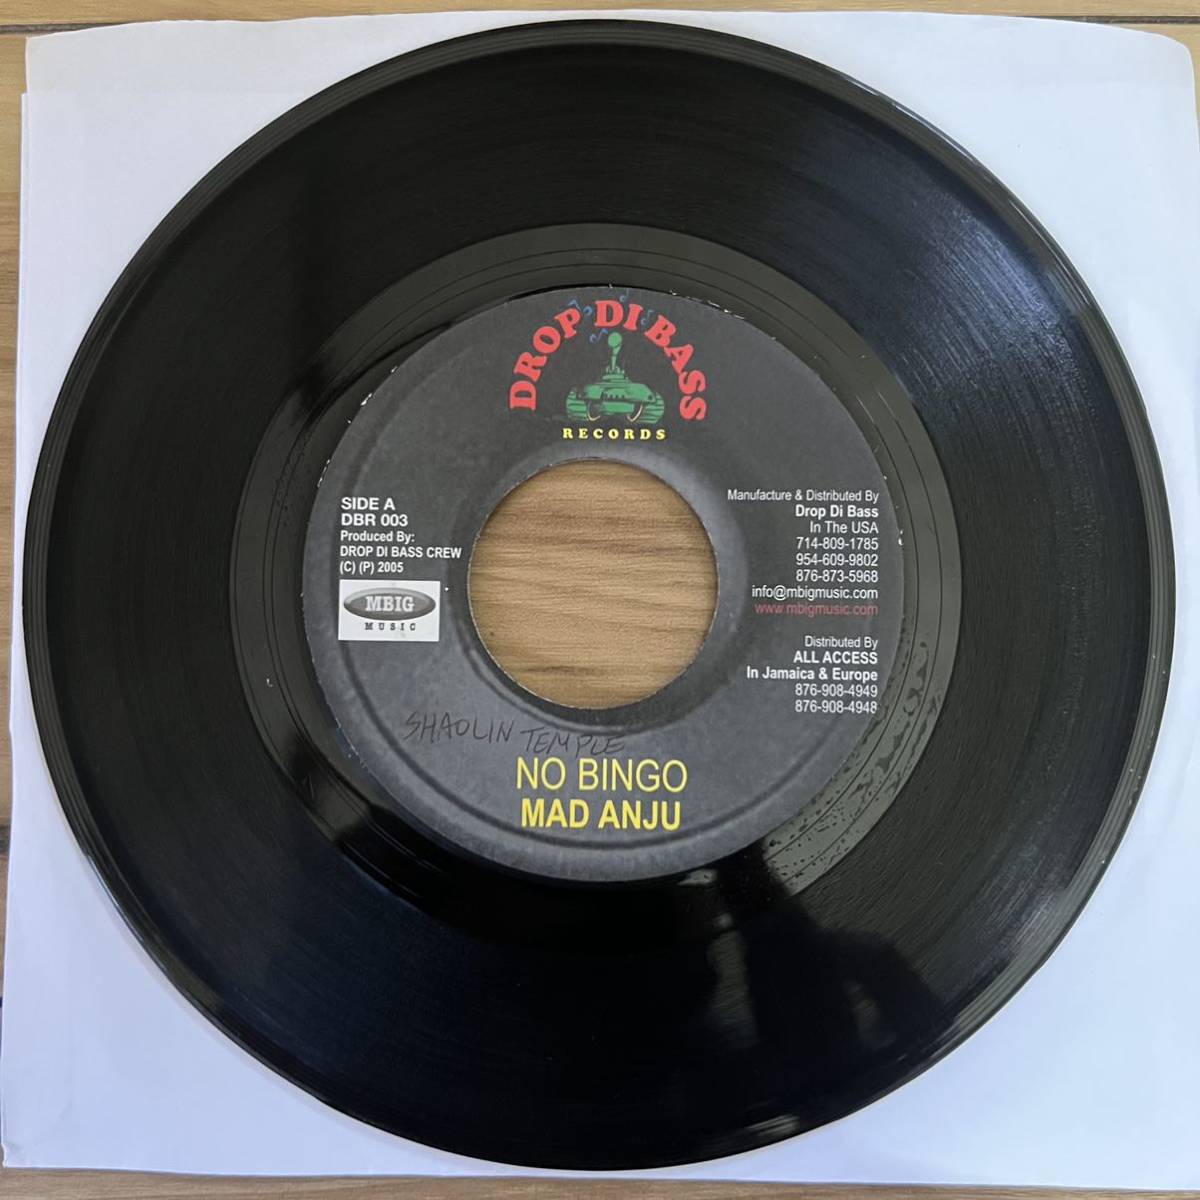 DROP DI BASS
RECORDS
SIDE A
DBR 003
Produced By:
DROP DI BASS CREW
(C) (P) 2005
MBIG
MUSIC
Manufacture & Distributed By
Drop Di Bass
In The USA
714-809-1785
954-609-9802
876-873-5968
info@mbigmusic.com
www.mbigmusic.com
Distributed By
ALL ACCESS
In Jamaica & Europe
876-908-4949
876-908-4948
SHAOLIN TEMPLE
NO BINGO
MAD ANJU